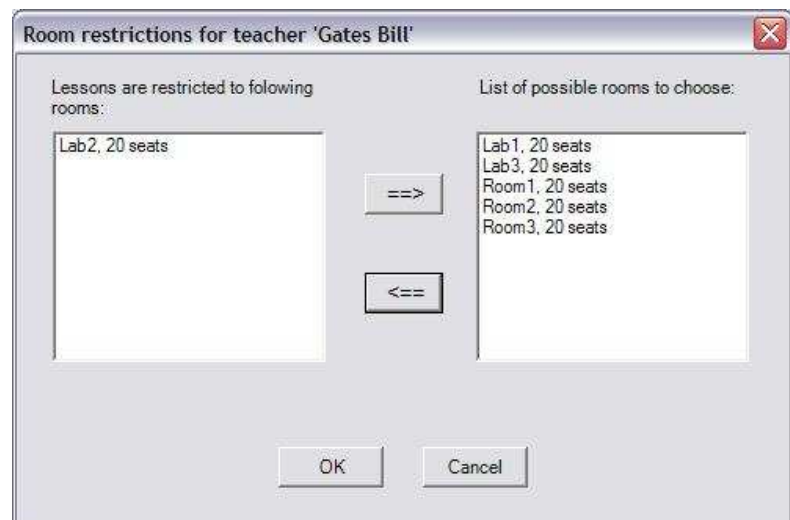 Room restrictions for teacher 'Gates Bill'
Lessons are restricted to folowing
rooms:
Lab2, 20 seats
==>
<==
List of possible rooms to choose:
Lab1, 20 seats
Lab3, 20 seats
Room1, 20 seats
Room2, 20 seats
Room3, 20 seats
OK
Cancel